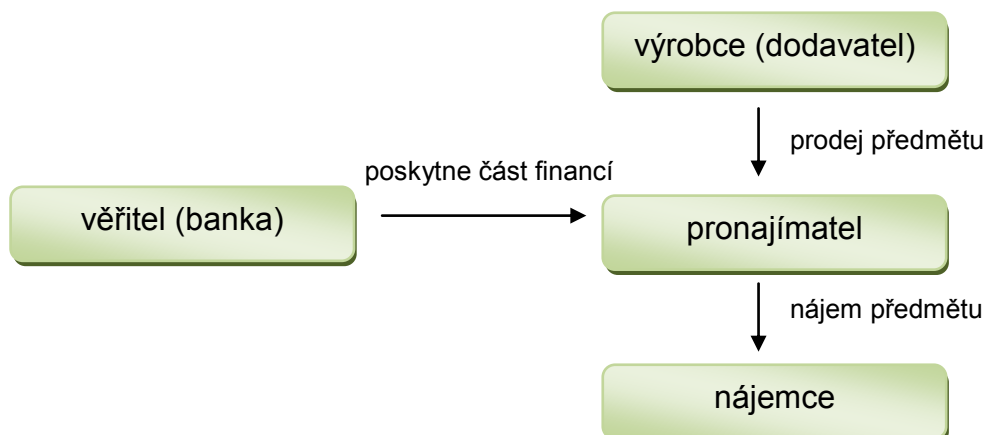 výrobce (dodavatel)
prodej předmětu
poskytne část financí
věřitel (banka)
pronajímatel
nájem předmětu
nájemce